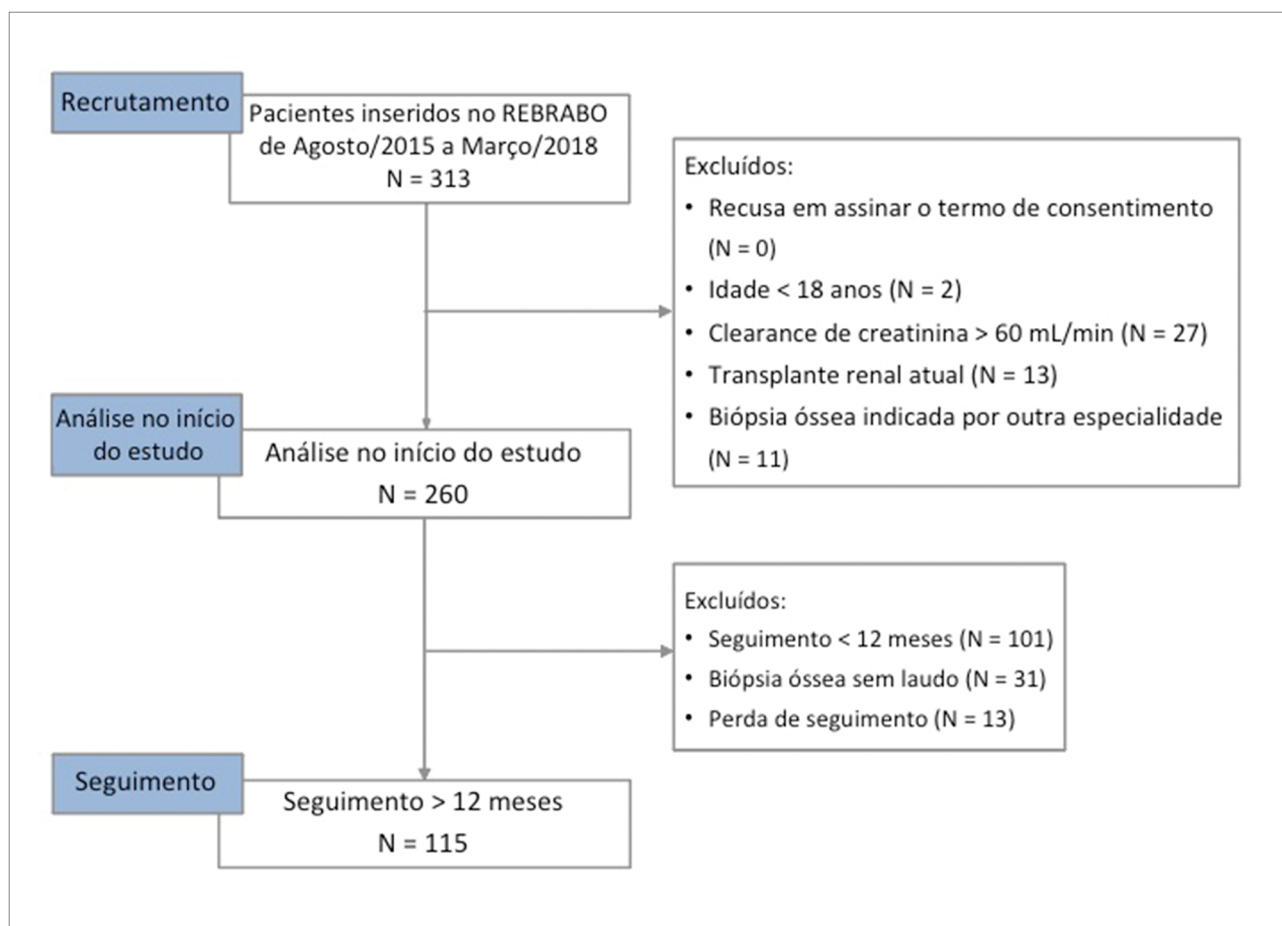 Recrutamento
Pacientes inseridos no REBRABO
de Agosto/2015 a Março/2018
N = 313
Excluídos:
• Recusa em assinar o termo de consentimento
(N = 0)
• Idade < 18 anos (N = 2)
• Clearance de creatinina > 60 mL/min (N = 27)
• Transplante renal atual (N = 13)
• Biópsia óssea indicada por outra especialidade
(N = 11)
Análise no início
do estudo
Análise no início do estudo
N = 260
Excluídos:
• Seguimento < 12 meses (N = 101)
• Biópsia óssea sem laudo (N = 31)
• Perda de seguimento (N = 13)
Seguimento
Seguimento > 12 meses
N = 115